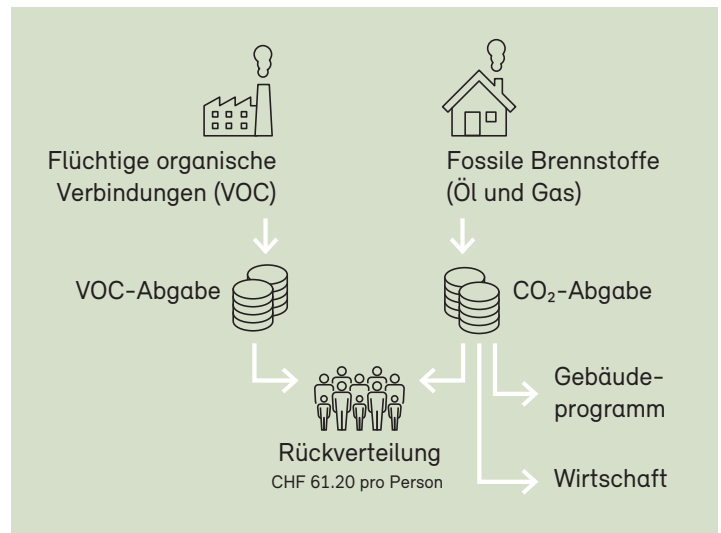 Flüchtige organische
Verbindungen (VOC)
Fossile Brennstoffe
(Öl und Gas)
VOC-Abgabe
CO₂-Abgabe
Gebäude-
programm
Rückverteilung
CHF 61.20 pro Person
Wirtschaft